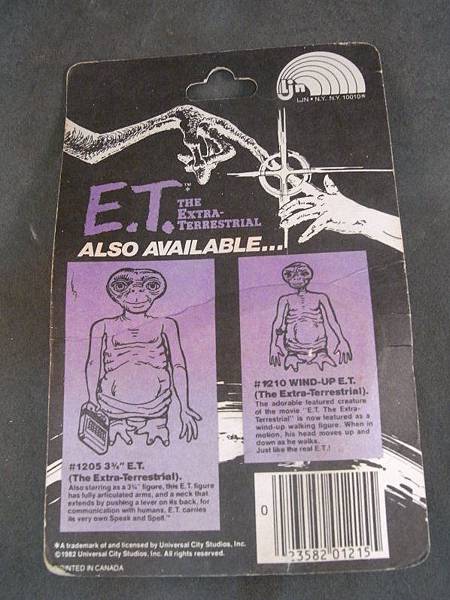 ljn
LJN • N.Y. N.Y. 10010®
E.T.™
THE
EXTRA-
TERRESTRIAL
ALSO AVAILABLE...
#1210 WIND-UP E.T.
(The Extra-Terrestrial).
The adorable featured creature
of the movie "E.T. The Extra-
Terrestrial" is now featured as a
wind-up walking figure. When in
motion, his head moves up and
down as he walks.
Just like the real E.T.!
#1205 3¾" E.T.
(The Extra-Terrestrial).
Also starring as a 3¾" figure, this E.T. figure
has fully articulated arms, and a neck that
extends by pushing a lever on its back, for
communication with humans, E.T. carries
its very own Speak and Spell.™
0
23582 01215
®A trademark of and licensed by Universal City Studios, Inc.
©1982 Universal City Studios, Inc. All rights reserved.
PRINTED IN CANADA